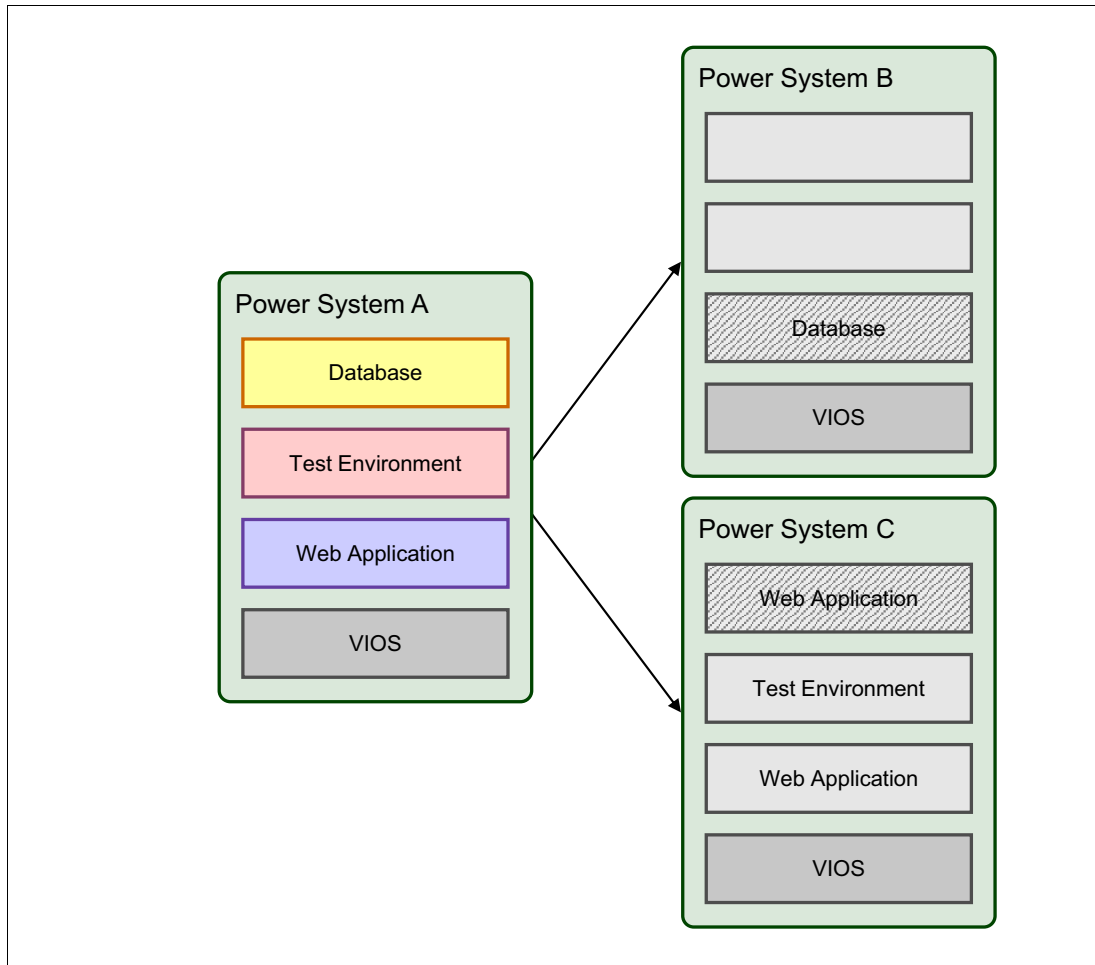 Power System A
Database
Test Environment
Web Application
VIOS
Power System B
Database
VIOS
Power System C
Web Application
Test Environment
Web Application
VIOS